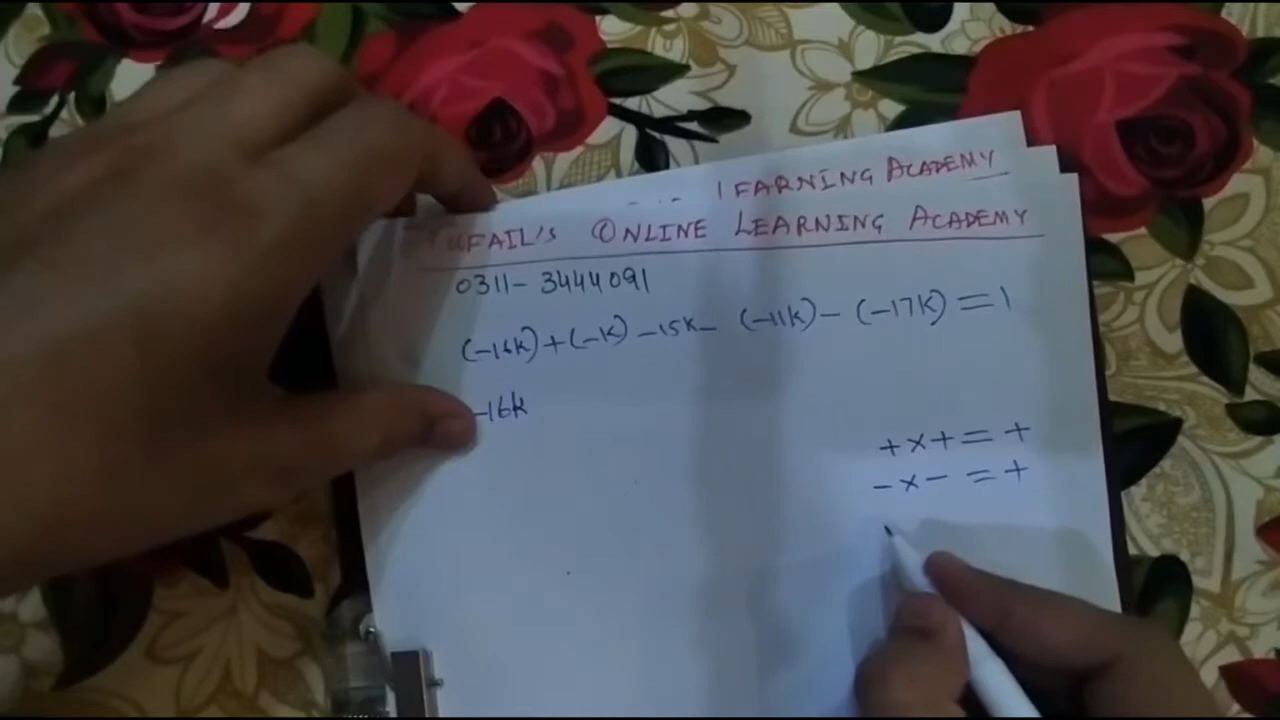 LEARNING ACADEMY
TUFAIL'S ONLINE LEARNING ACADEMY
0311- 3444091
(-16K)+(-K) -15K- (-11K)- (-17K) = 1
-16K
+x+ = +
-x- = +